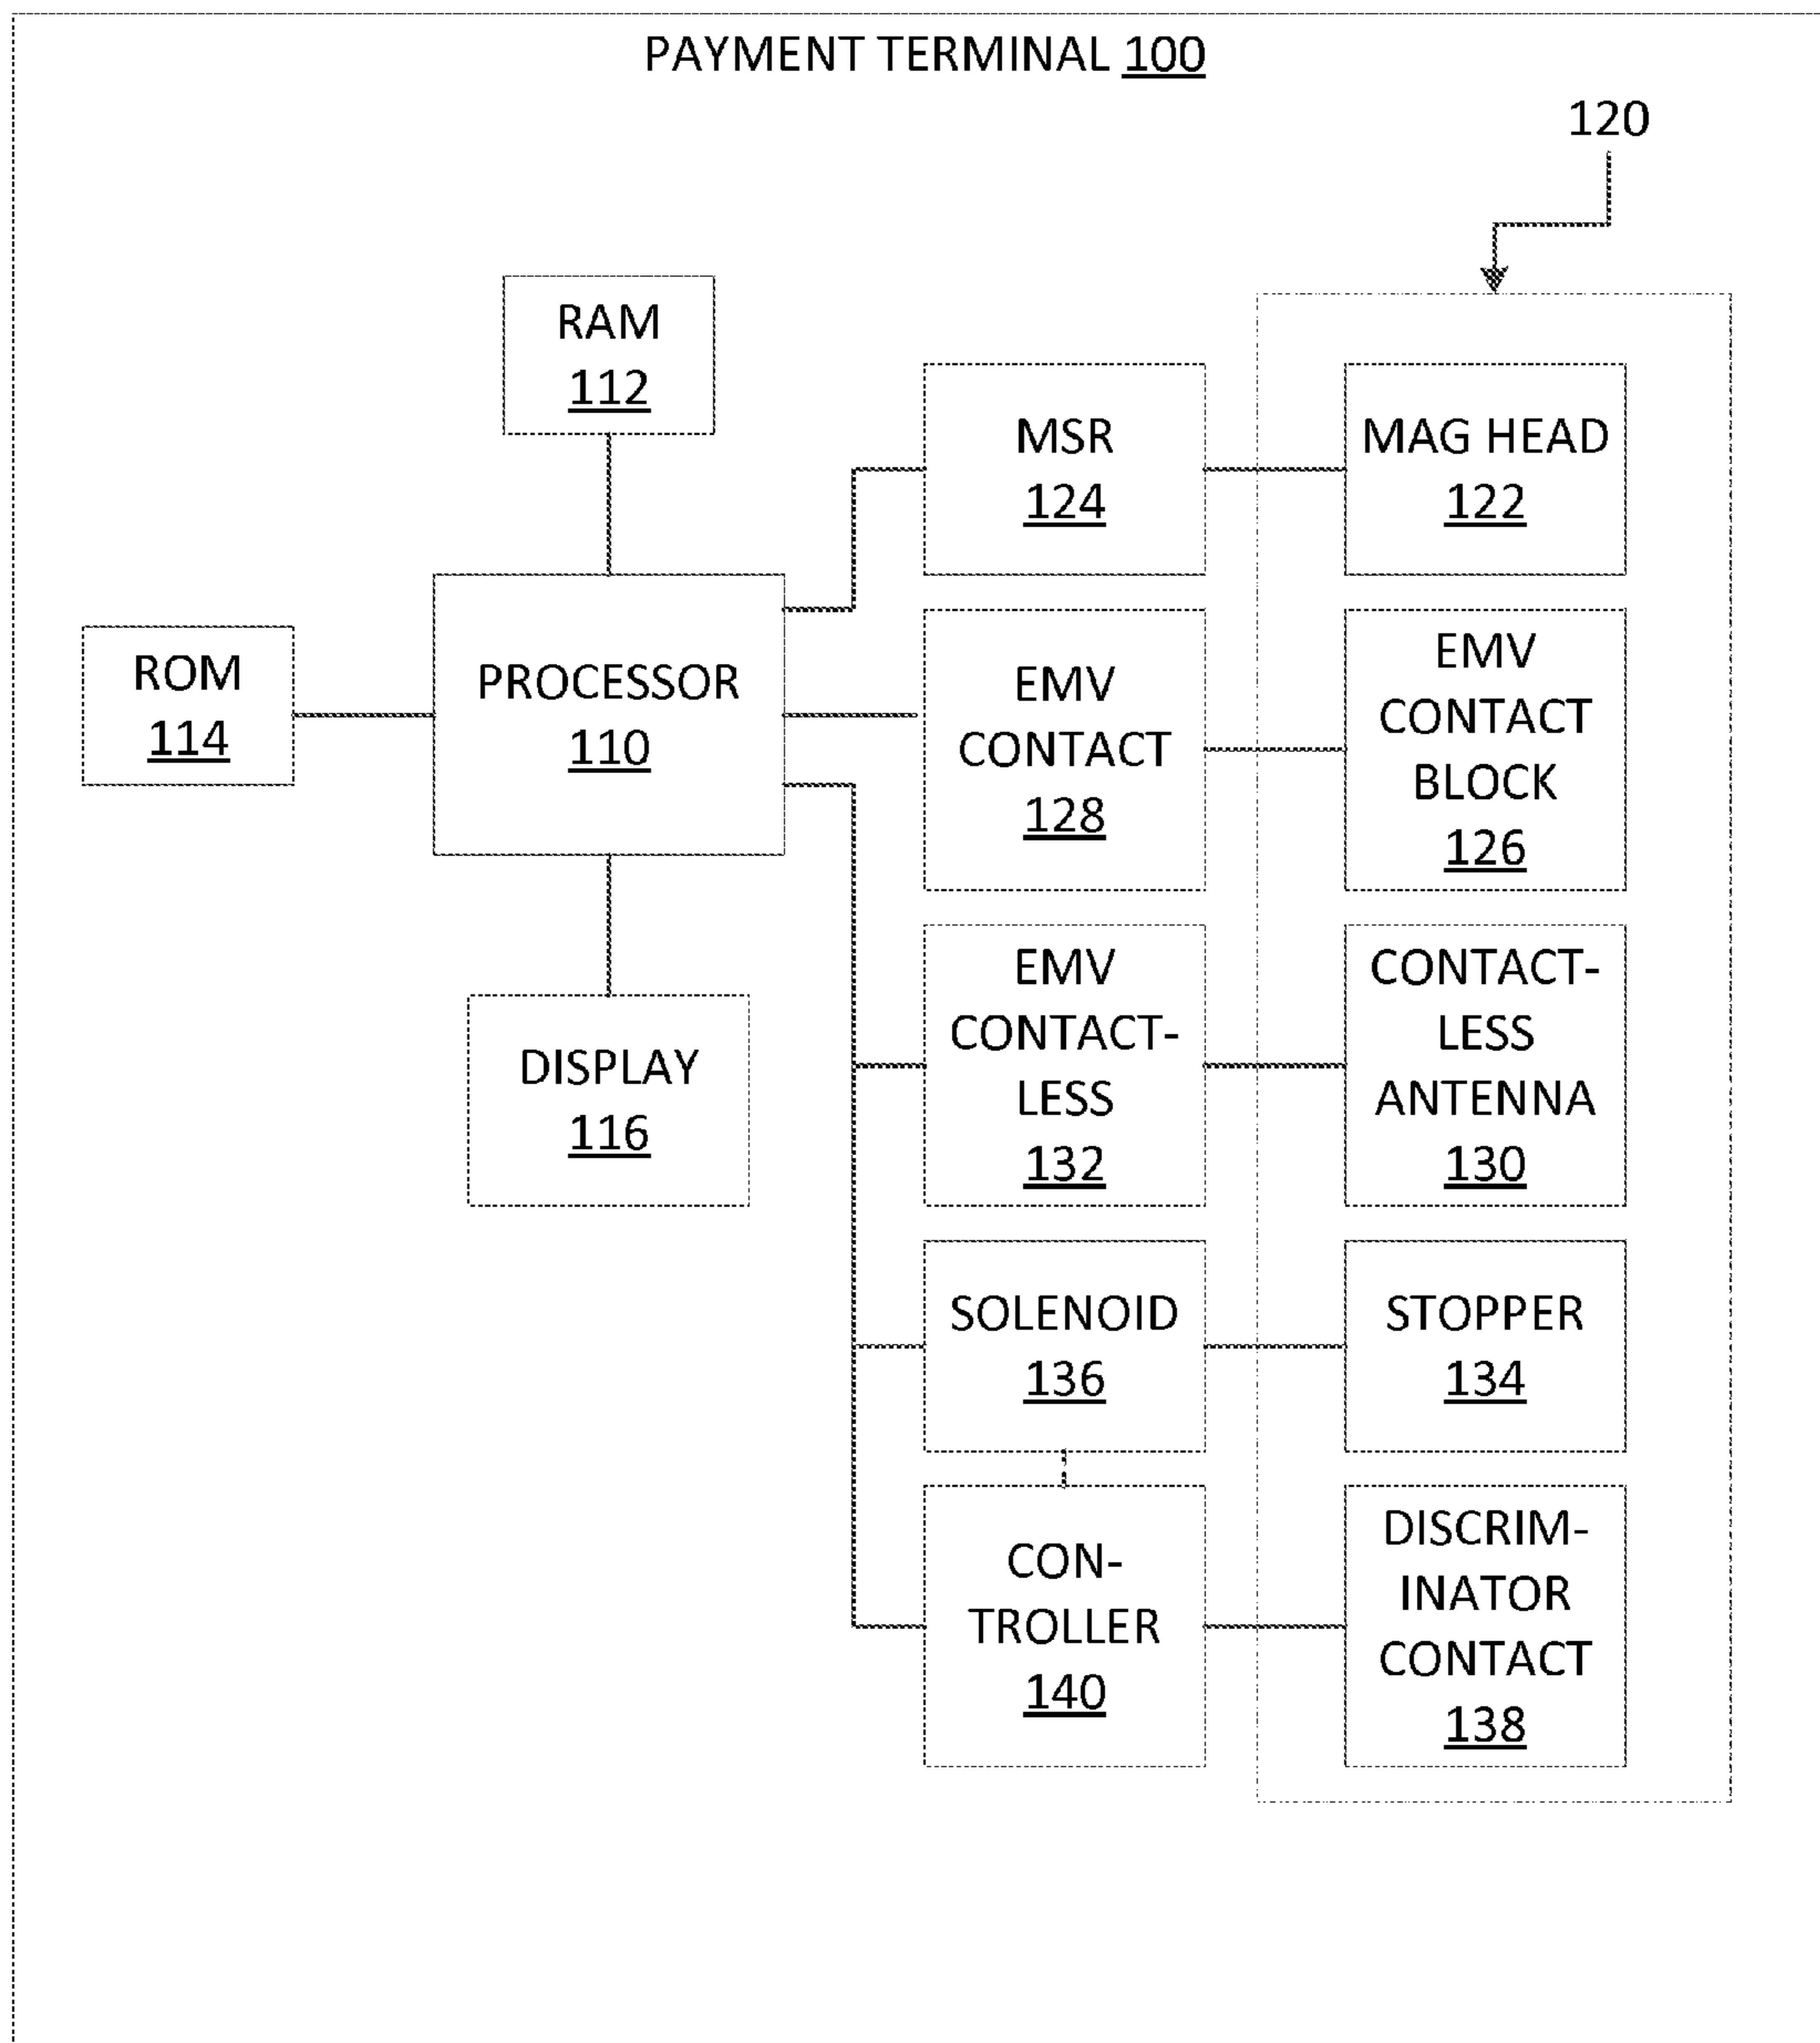 PAYMENT TERMINAL 100
120
RAM
112
MSR
124
MAG HEAD
122
ROM
114
PROCESSOR
110
EMV
CONTACT
128
EMV
CONTACT
BLOCK
126
DISPLAY
116
EMV
CONTACT-
LESS
132
CONTACT-
LESS
ANTENNA
130
SOLENOID
136
STOPPER
134
CON-
TROLLER
140
DISCRIM-
INATOR
CONTACT
138